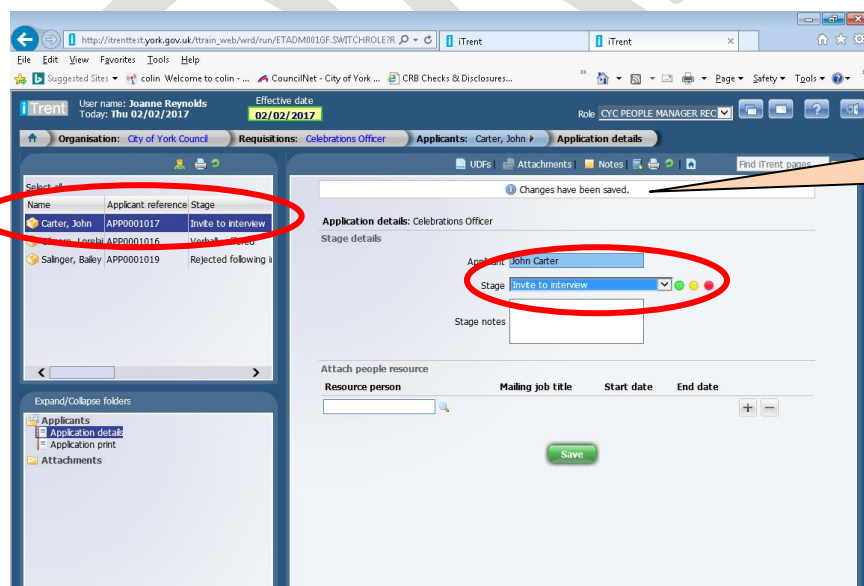 http://itrenttest.york.gov.uk/ttrain_web/wrd/run/ETADM001GF.SWITCHROLE?R
iTrent
iTrent
File Edit View Favorites Tools Help
Suggested Sites colin Welcome to colin - ... CouncilNet - City of York ... CRB Checks & Disclosures...
Page Safety Tools
iTrent
User name: Joanne Reynolds
Today: Thu 02/02/2017
Effective date
02/02/2017
Role CYC PEOPLE MANAGER REC
Organisation: City of York Council Requisitions: Celebrations Officer Applicants: Carter, John Application details
UDFs Attachments Notes Find iTrent pages
Select all
Name Applicant reference Stage
Carter, John APP0001017 Invite to interview
APP0001016 Verbally offered
Salinger, Bailey APP0001019 Rejected following i
Changes have been saved.
Application details: Celebrations Officer
Stage details
Applicant John Carter
Stage Invite to interview
Stage notes
Attach people resource
Resource person Mailing job title Start date End date
Save
Expand/Collapse folders
Applicants
Application details
Application print
Attachments